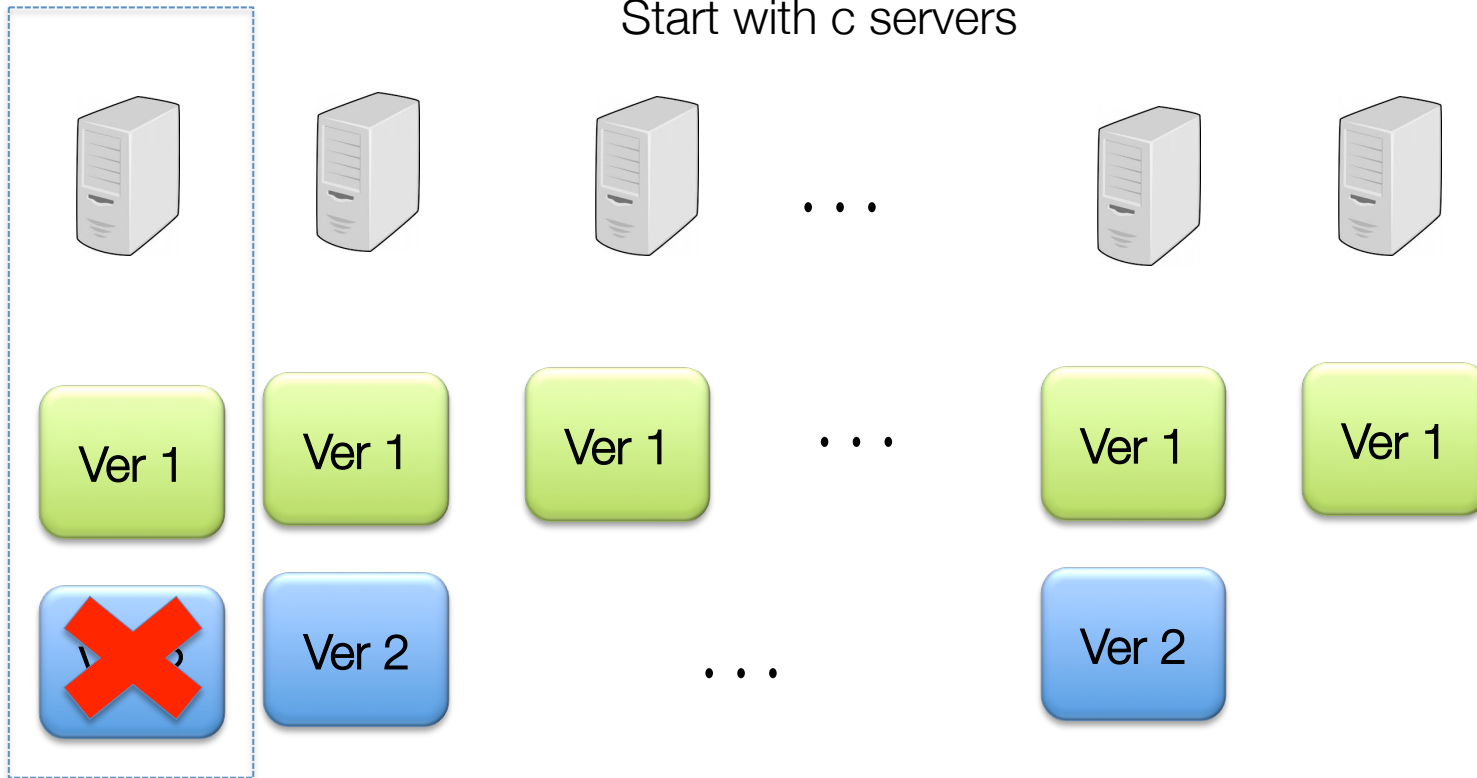 Start with c servers
. . .
Ver 1
Ver 1
Ver 1
. . .
Ver 1
Ver 1
Ver 2
. . .
Ver 2